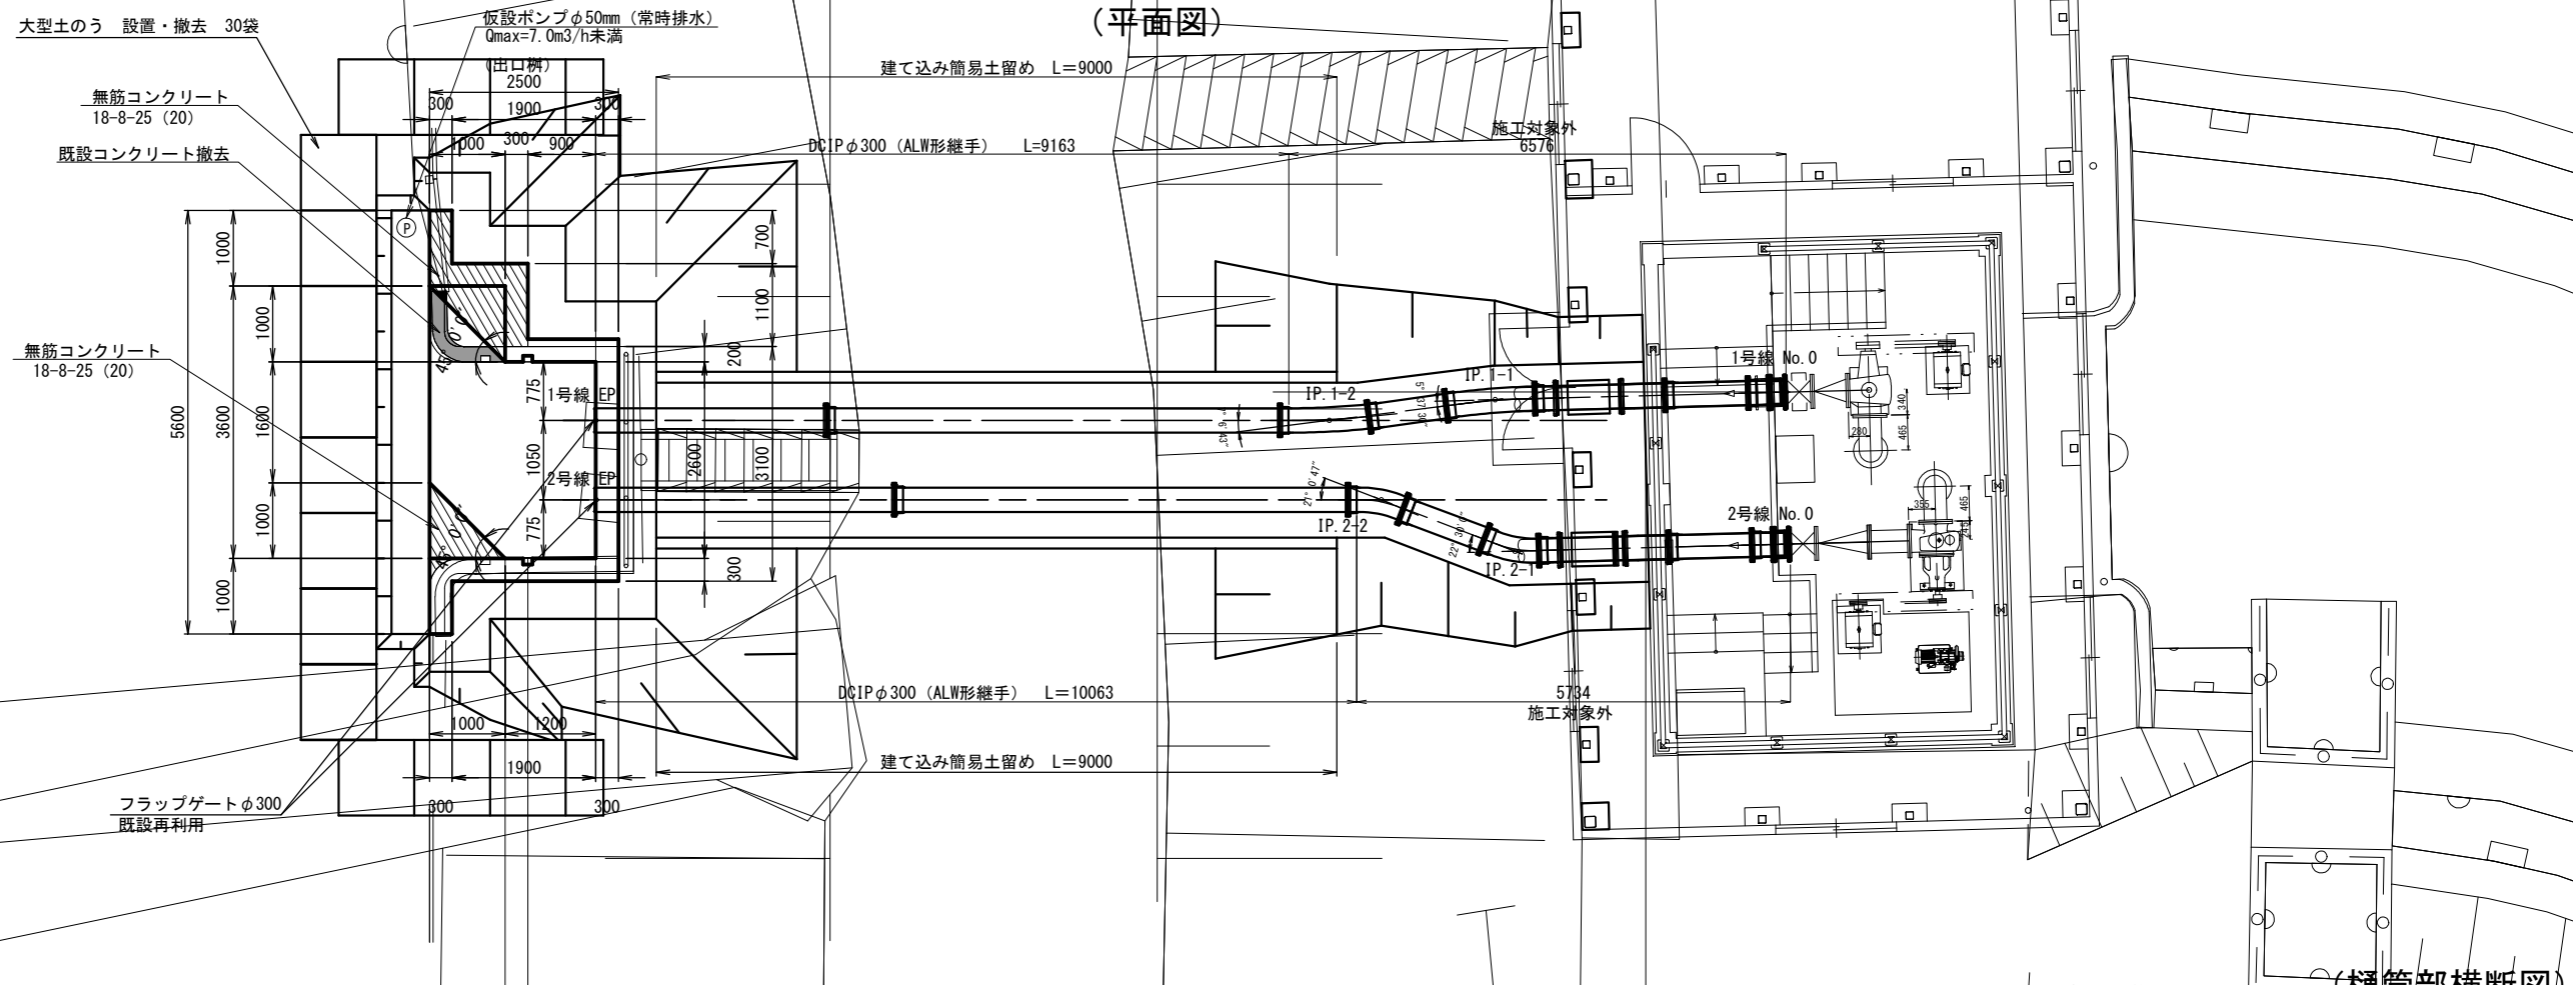 (平面図)
大型土のう 設置・撤去 30袋
仮設ポンプφ50mm (常時排水)
Qmax=7.0m3/h未満
(出口桝)
2500
300
1900
300
1000
300
900
無筋コンクリート
18-8-25 (20)
既設コンクリート撤去
建て込み簡易土留め L=9000
DCIPφ300 (ALW形継手) L=9163
施工対象外
6576
P
1000
700
1100
1000
200
無筋コンクリート
18-8-25 (20)
5600
3600
1600
1000
1000
775
1050
775
2600
3100
300
1号線 EP
2号線 EP
IP.1-2
IP.1-1
1号線 No.0
340
280
465
IP.2-2
IP.2-1
2号線 No.0
355
465
245
DCIPφ300 (ALW形継手) L=10063
5734
施工対象外
1000
1200
1900
300
300
建て込み簡易土留め L=9000
フラップゲートφ300
既設再利用
(樋管部横断図)